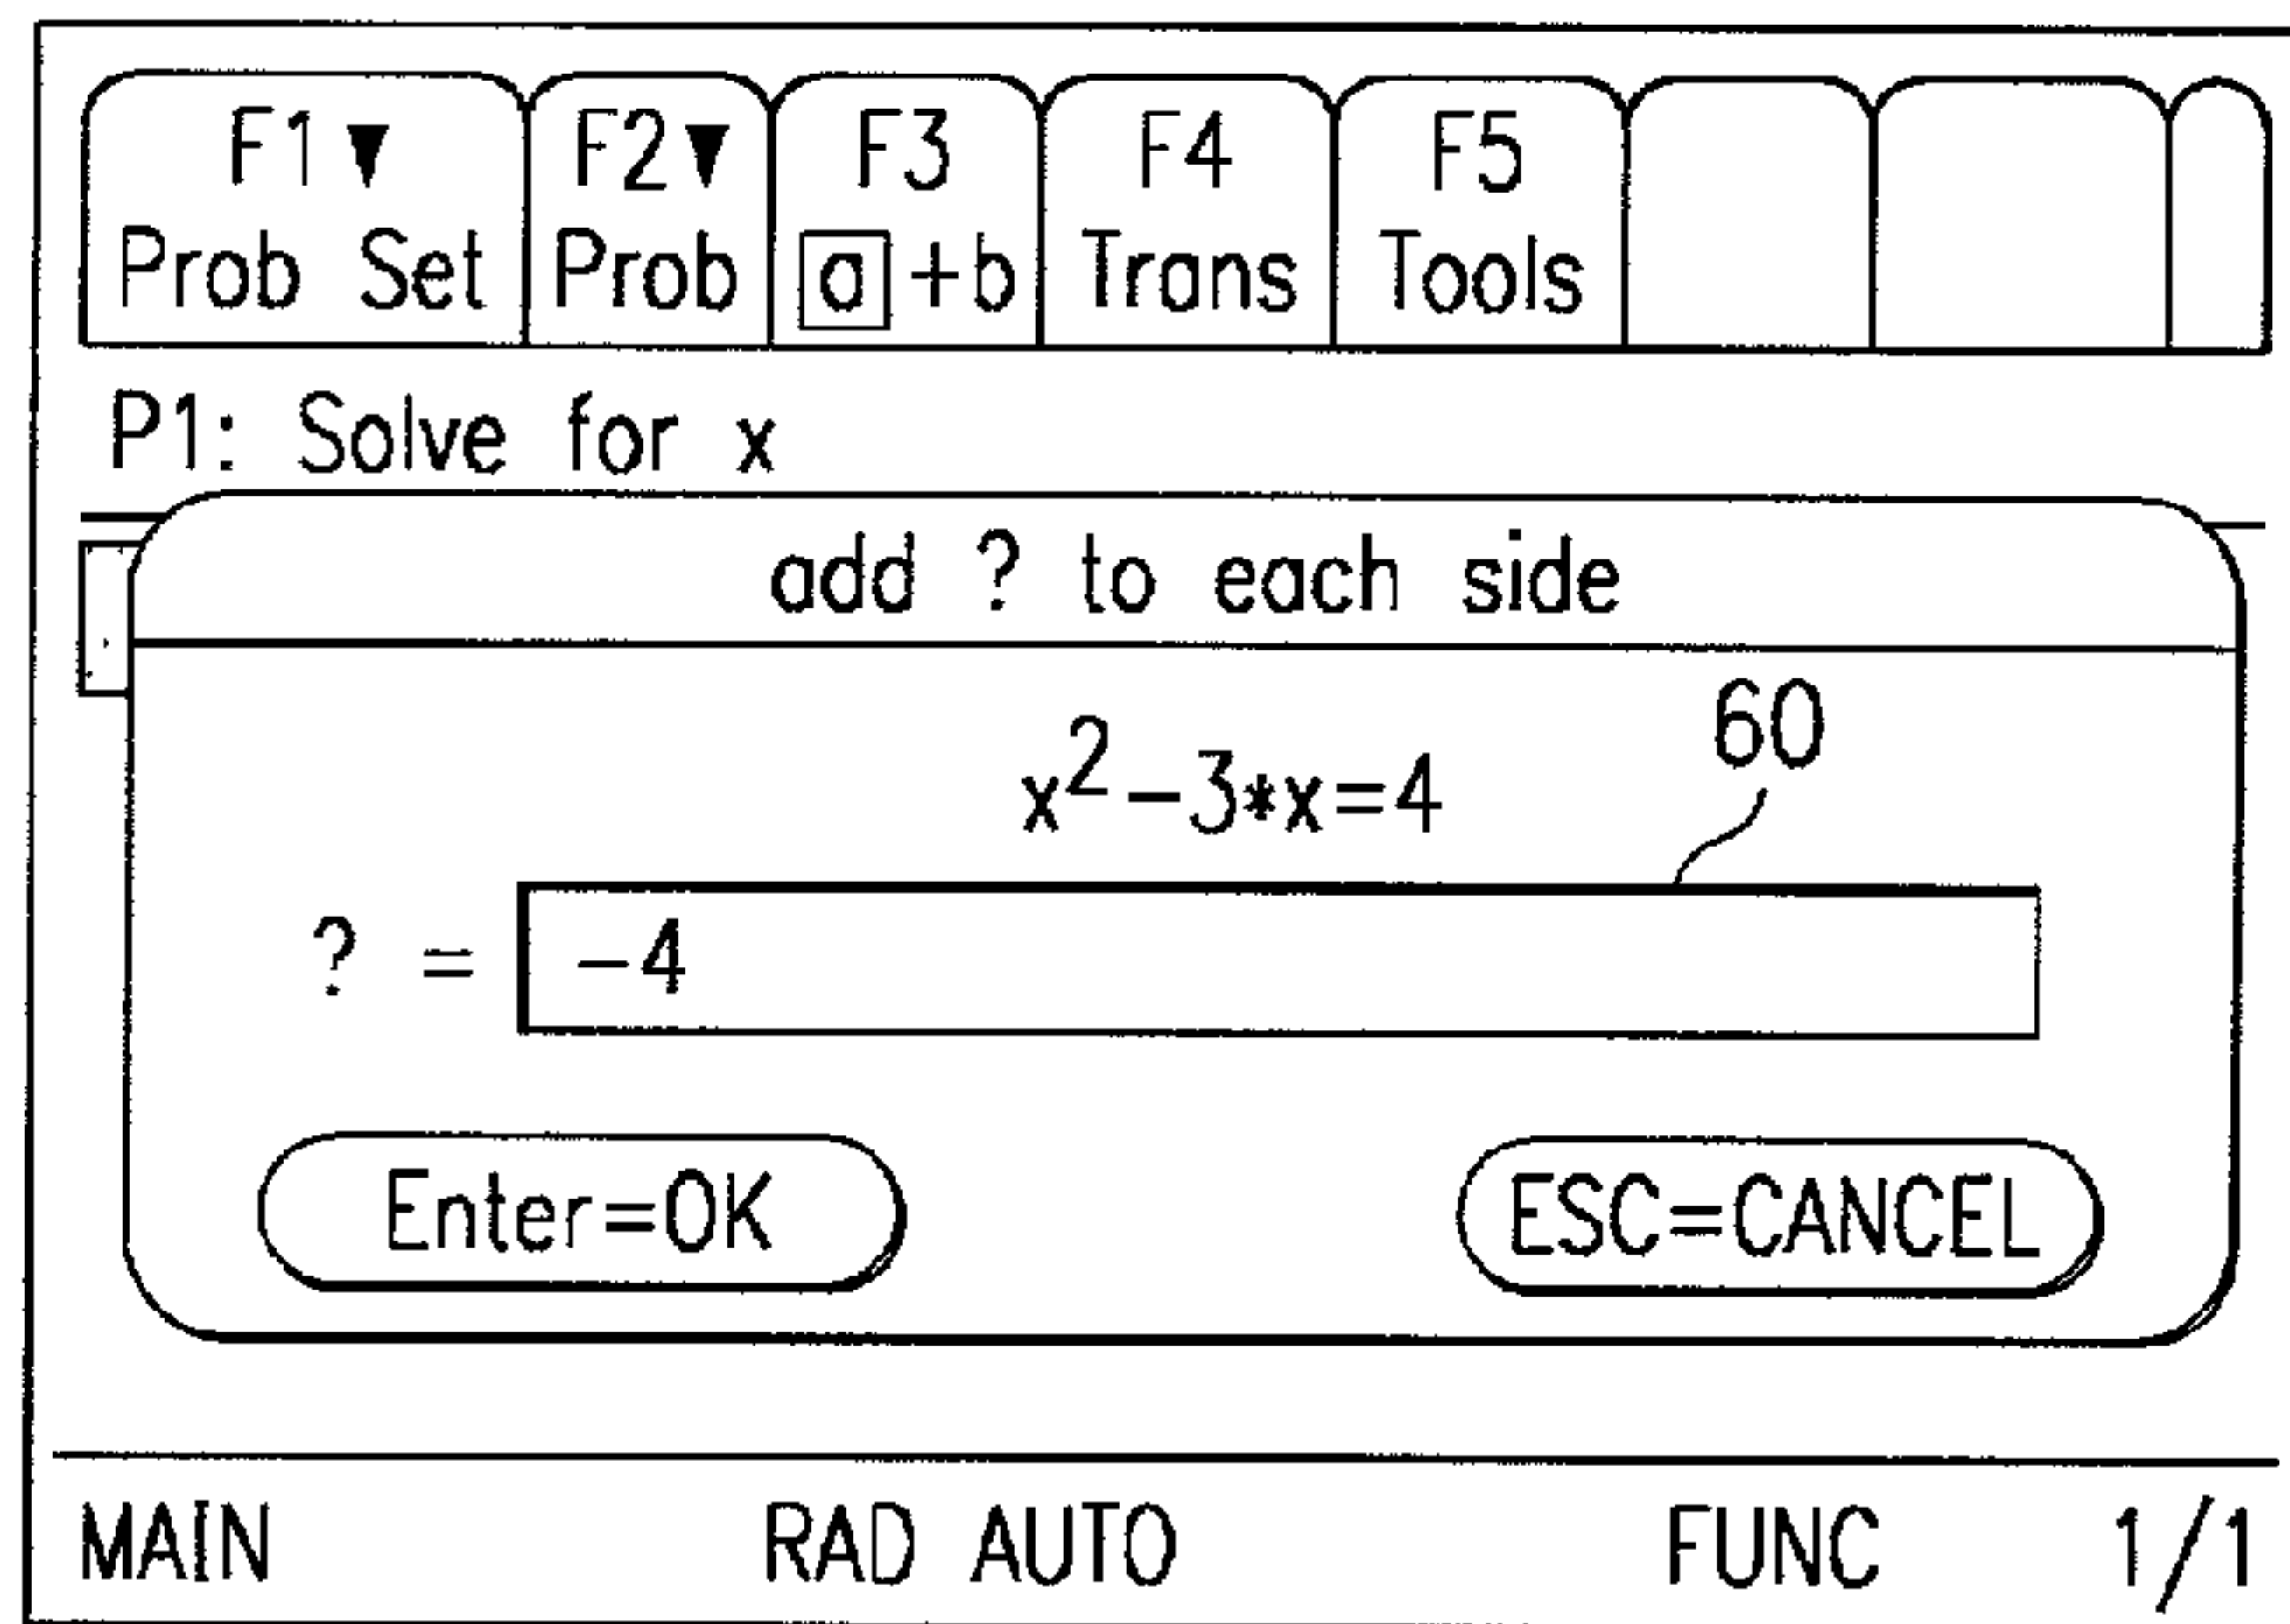 F1▼ F2▼ F3 F4 F5
Prob Set Prob a+b Trans Tools
P1: Solve for x
add ? to each side
60
x²-3*x=4
? = -4
Enter=OK ESC=CANCEL
MAIN RAD AUTO FUNC 1/1